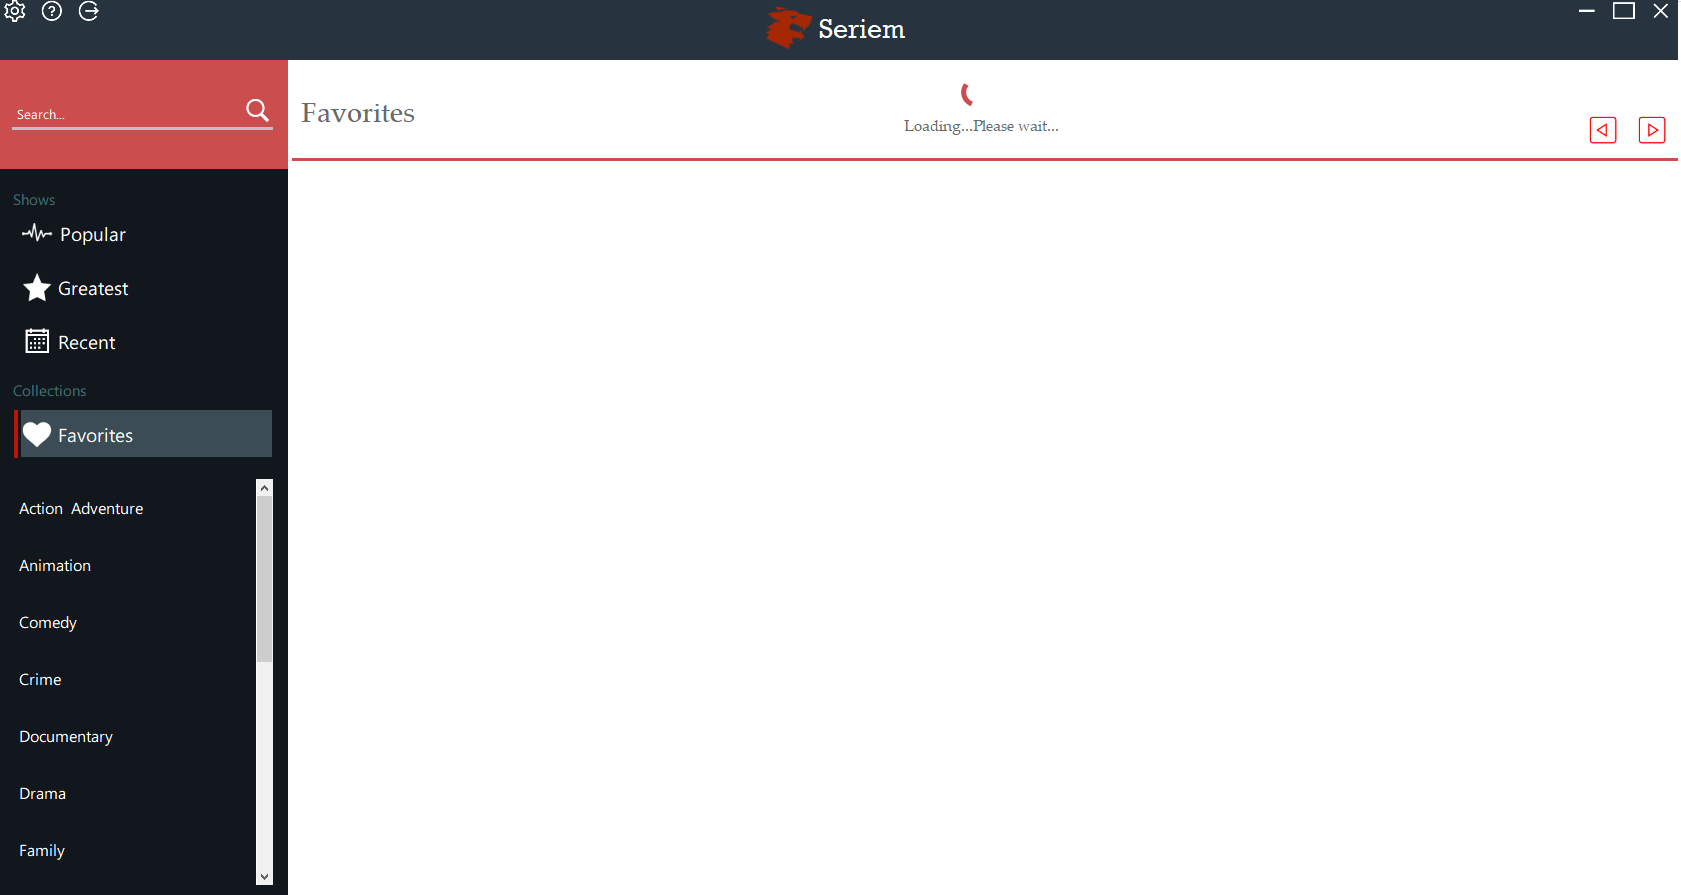 Seriem
Search...
Favorites
Loading...Please wait...
Shows
Popular
Greatest
Recent
Collections
Favorites
Action  Adventure
Animation
Comedy
Crime
Documentary
Drama
Family